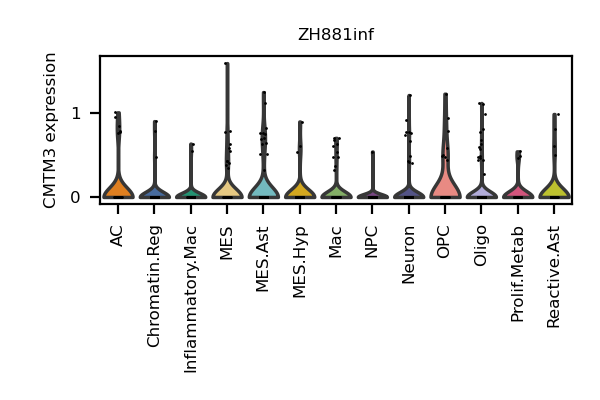 ZH881inf
CMTM3 expression
1
0
AC
Chromatin.Reg
Inflammatory.Mac
MES
MES.Ast
MES.Hyp
Mac
NPC
Neuron
OPC
Oligo
Prolif.Metab
Reactive.Ast